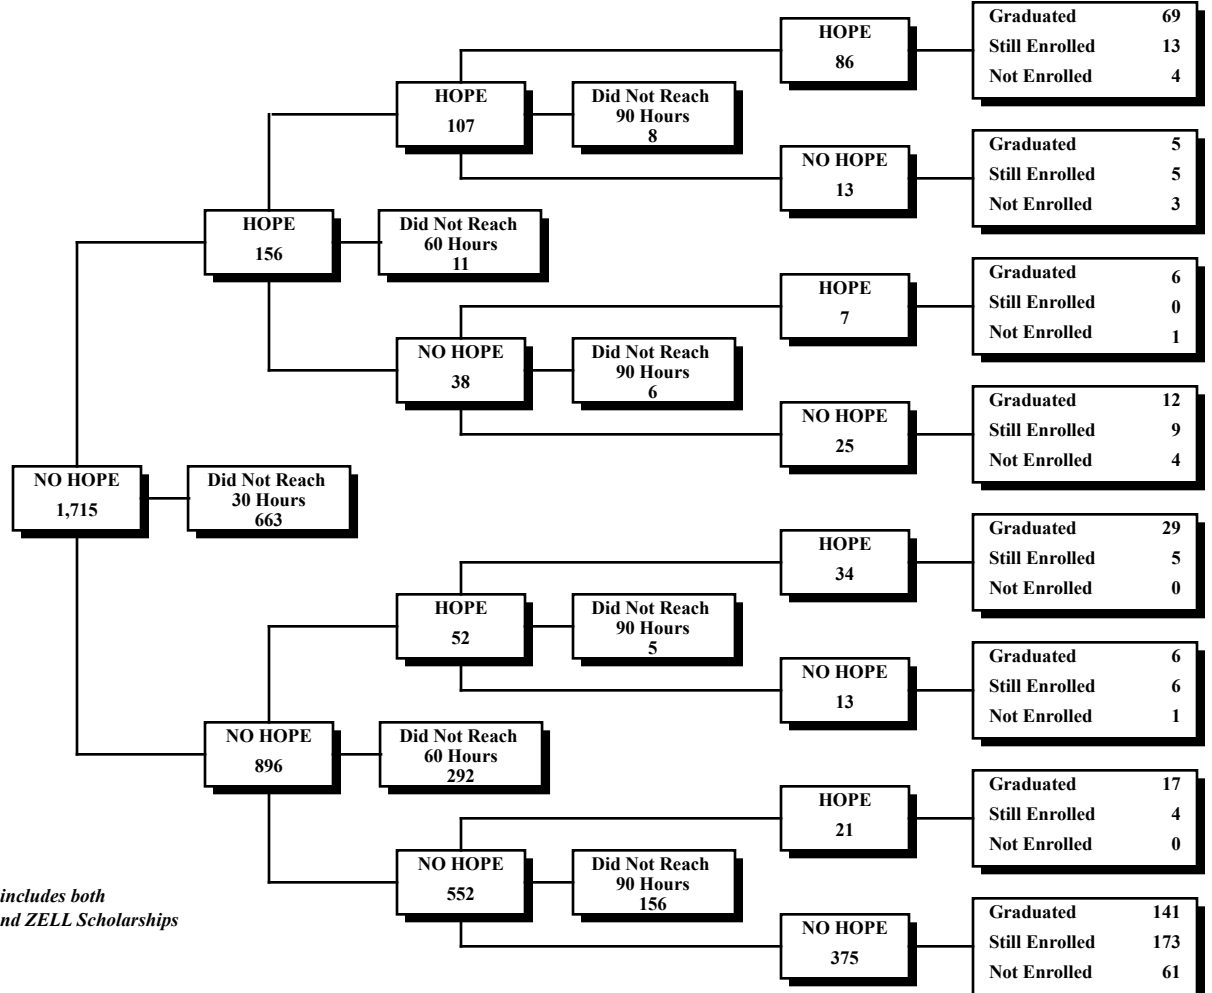 HOPE
86
Graduated 69
Still Enrolled 13
Not Enrolled 4
HOPE
107
Did Not Reach
90 Hours
8
NO HOPE
13
Graduated 5
Still Enrolled 5
Not Enrolled 3
HOPE
156
Did Not Reach
60 Hours
11
HOPE
7
Graduated 6
Still Enrolled 0
Not Enrolled 1
NO HOPE
38
Did Not Reach
90 Hours
6
NO HOPE
25
Graduated 12
Still Enrolled 9
Not Enrolled 4
NO HOPE
1,715
Did Not Reach
30 Hours
663
HOPE
34
Graduated 29
Still Enrolled 5
Not Enrolled 0
HOPE
52
Did Not Reach
90 Hours
5
NO HOPE
13
Graduated 6
Still Enrolled 6
Not Enrolled 1
NO HOPE
896
Did Not Reach
60 Hours
292
HOPE
21
Graduated 17
Still Enrolled 4
Not Enrolled 0
NO HOPE
552
Did Not Reach
90 Hours
156
NO HOPE
375
Graduated 141
Still Enrolled 173
Not Enrolled 61
includes both
nd ZELL Scholarships